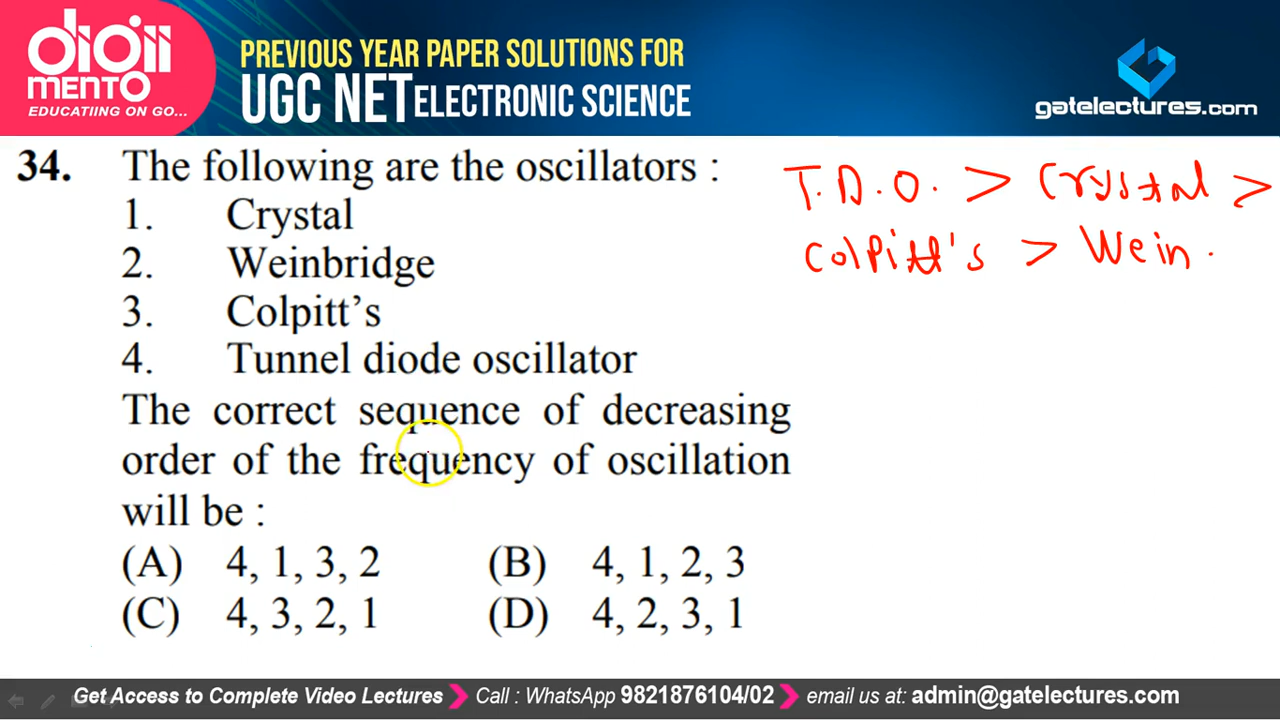 digii
MENTO
EDUCATIING ON GO...
PREVIOUS YEAR PAPER SOLUTIONS FOR
UGC NET ELECTRONIC SCIENCE
gatelectures.com
34. The following are the oscillators :
1. Crystal
2. Weinbridge
3. Colpitt’s
4. Tunnel diode oscillator
The correct sequence of decreasing
order of the frequency of oscillation
will be :
(A) 4, 1, 3, 2 (B) 4, 1, 2, 3
(C) 4, 3, 2, 1 (D) 4, 2, 3, 1
T.D.O. > Crystal >
Colpitt's > Wein.
Get Access to Complete Video Lectures Call : WhatsApp 9821876104/02 email us at: admin@gatelectures.com